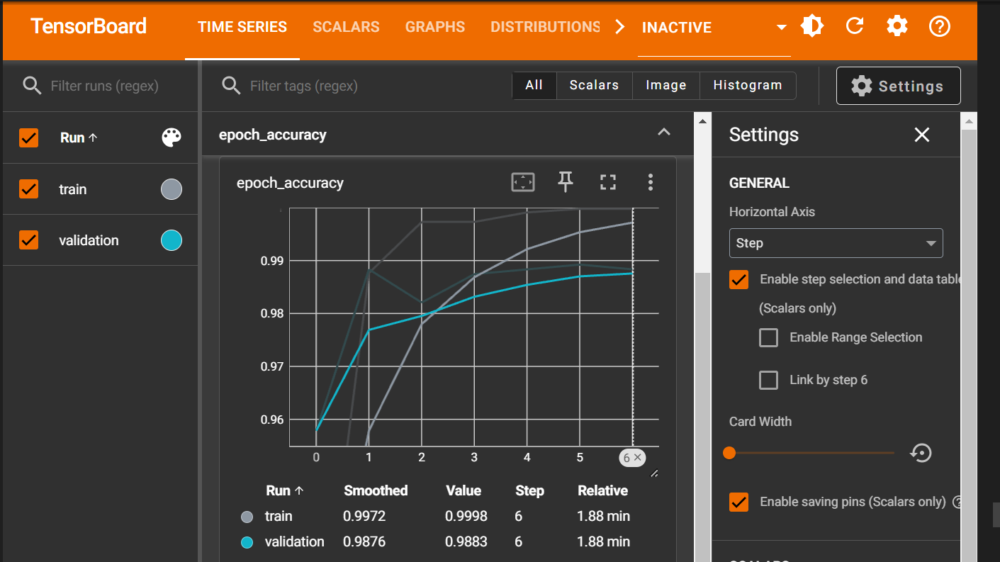 TensorBoard TIME SERIES SCALARS GRAPHS DISTRIBUTIONS INACTIVE
Filter runs (regex)
Filter tags (regex)
All Scalars Image Histogram
Settings
Run
train
validation
epoch_accuracy
epoch_accuracy
0.99
0.98
0.97
0.96
0 1 2 3 4 5 6
Run Smoothed Value Step Relative
train 0.9972 0.9998 6 1.88 min
validation 0.9876 0.9883 6 1.88 min
Settings
GENERAL
Horizontal Axis
Step
Enable step selection and data table
(Scalars only)
Enable Range Selection
Link by step 6
Card Width
Enable saving pins (Scalars only)